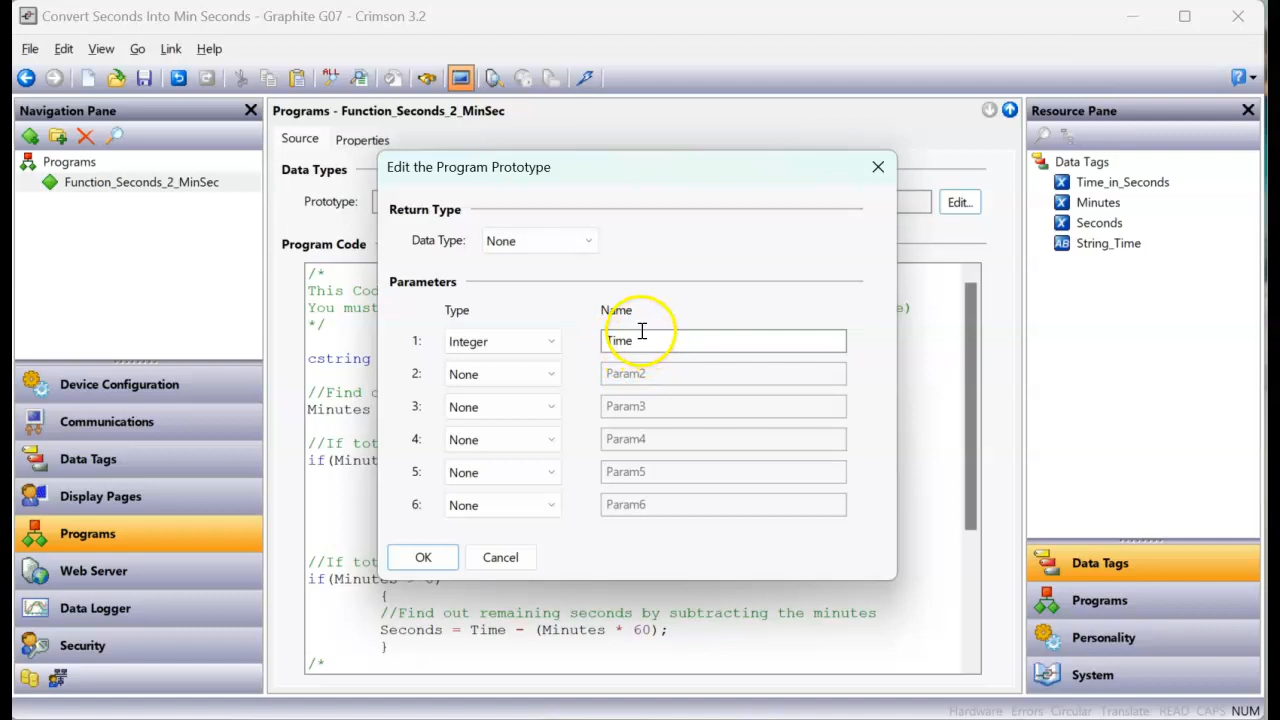 Convert Seconds Into Min Seconds - Graphite G07 - Crimson 3.2
File Edit View Go Link Help
Navigation Pane
Programs
Function_Seconds_2_MinSec
Device Configuration
Communications
Data Tags
Display Pages
Programs
Web Server
Data Logger
Security
Programs - Function_Seconds_2_MinSec
Source Properties
Data Types
Prototype:
Edit...
Program Code
/*
This
You must
e)
*/
cstring
//Find
Minutes
//If
if(
//If
if(Minutes > 0)
{
//Find out remaining seconds by subtracting the minutes
Seconds = Time - (Minutes * 60);
}
/*
Edit the Program Prototype
Return Type
Data Type: None
Parameters
Type Name
1: Integer Time
2: None Param2
3: None Param3
4: None Param4
5: None Param5
6: None Param6
OK Cancel
Resource Pane
Data Tags
Time_in_Seconds
Minutes
Seconds
String_Time
Data Tags
Programs
Personality
System
Hardware Errors Circular Translate READ CAPS NUM